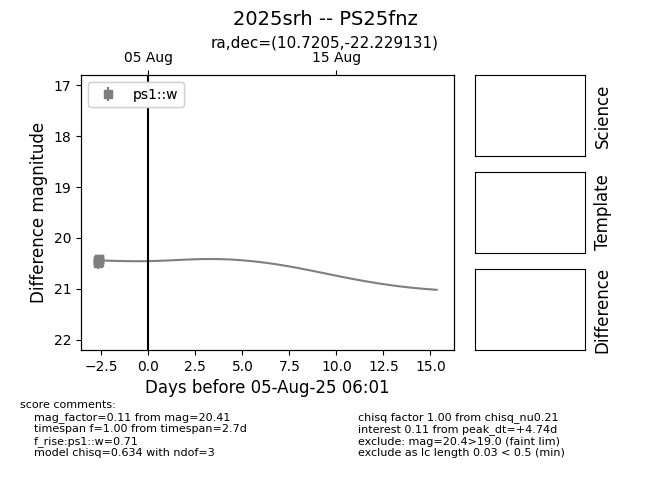 2025srh -- PS25fnz
ra,dec=(10.7205,-22.229131)
05 Aug
15 Aug
ps1::w
17
18
19
20
21
22
Difference magnitude
−2.5
0.0
2.5
5.0
7.5
10.0
12.5
15.0
Days before 05-Aug-25 06:01
Science
Template
Difference
score comments:
mag_factor=0.11 from mag=20.41
timespan f=1.00 from timespan=2.7d
f_rise:ps1::w=0.71
model chisq=0.634 with ndof=3
chisq factor 1.00 from chisq_nu0.21
interest 0.11 from peak_dt=+4.74d
exclude: mag=20.4>19.0 (faint lim)
exclude as lc length 0.03 < 0.5 (min)